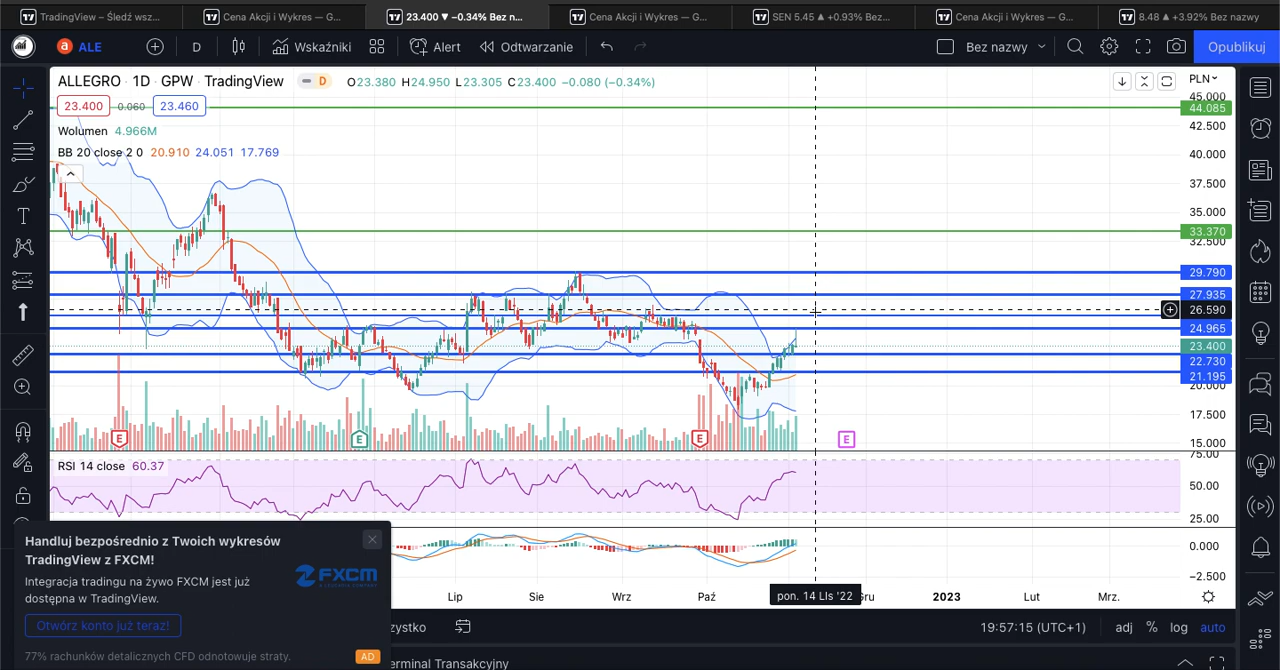 TradingView – Śledź wsz...
Cena Akcji i Wykres — G...
23.400 ▼ −0.34% Bez n...
Cena Akcji i Wykres — G...
SEN 5.45 ▲ +0.93% Bez...
Cena Akcji i Wykres — G...
8.48 ▲ +3.92% Bez nazwy
ALE
D
Wskaźniki
Alert
Odtwarzanie
Bez nazwy
Opublikuj
ALLEGRO · 1D · GPW · TradingView
D
O23.380 H24.950 L23.305 C23.400 −0.080 (−0.34%)
PLN
23.400 0.060 23.460
Wolumen 4.966M
BB 20 close 2 0 20.910 24.051 17.769
45.000
44.085
42.500
40.000
37.500
35.000
33.370
32.500
29.790
27.935
26.590
24.965
23.400
22.730
21.195
20.000
17.500
15.000
E
E
E
E
RSI 14 close 60.37
75.00
50.00
25.00
0.000
−2.500
Handluj bezpośrednio z Twoich wykresów
TradingView z FXCM!
Integracja tradingu na żywo FXCM jest już
dostępna w TradingView.
FXCM
Otwórz konto już teraz!
77% rachunków detalicznych CFD odnotowuje straty.
AD
Lip
Sie
Wrz
Paź
pon. 14 LIs '22
Gru
2023
Lut
Mrz.
zystko
19:57:15 (UTC+1)
adj
%
log
auto
erminal Transakcyjny